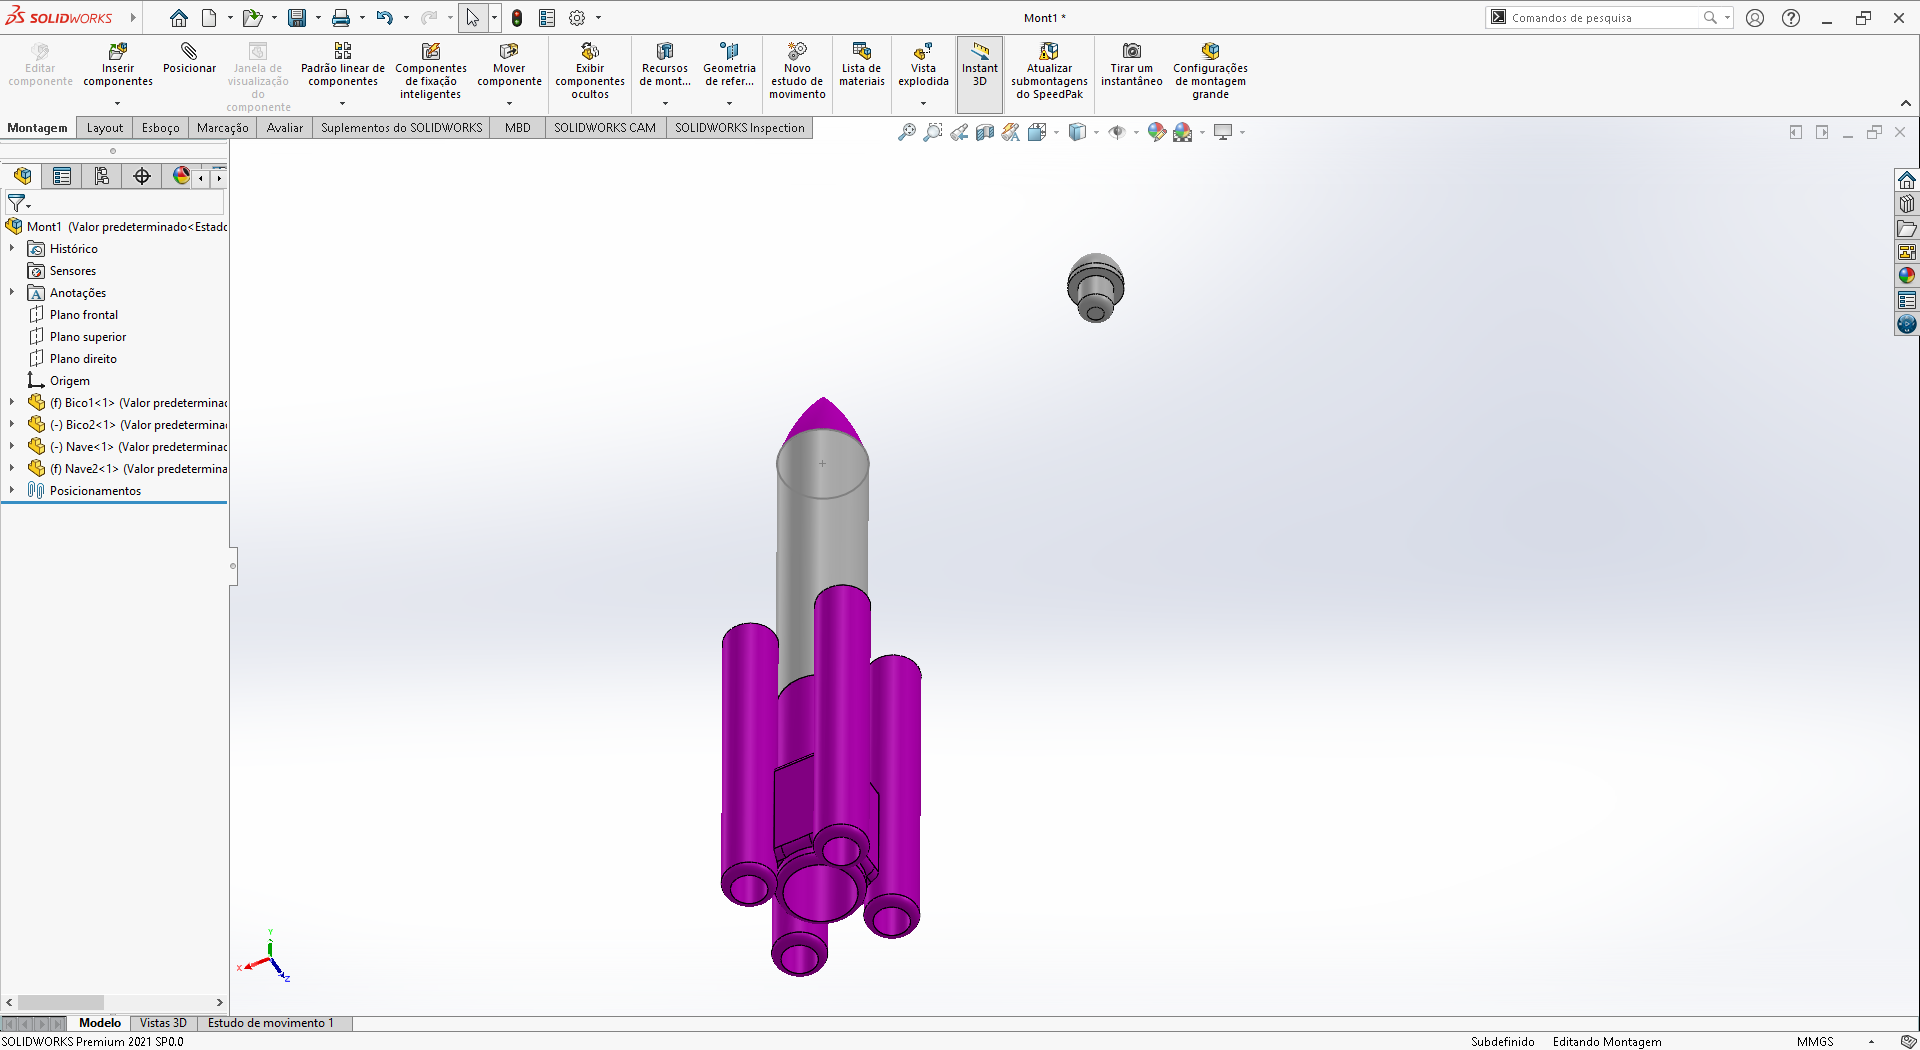 SOLIDWORKS
Mont1 *
Comandos de pesquisa
Editar componente
Inserir componentes
Posicionar
Janela de visualização do componente
Padrão linear de componentes
Componentes de fixação inteligentes
Mover componente
Exibir componentes ocultos
Recursos de mont...
Geometria de refer...
Novo estudo de movimento
Lista de materiais
Vista explodida
Instant 3D
Atualizar submontagens do SpeedPak
Tirar um instantâneo
Configurações de montagem grande
Montagem
Layout
Esboço
Marcação
Avaliar
Suplementos do SOLIDWORKS
MBD
SOLIDWORKS CAM
SOLIDWORKS Inspection
Mont1 (Valor predeterminado<Estado
Histórico
Sensores
Anotações
Plano frontal
Plano superior
Plano direito
Origem
(f) Bico1<1> (Valor predetermina
(-) Bico2<1> (Valor predetermina
(-) Nave<1> (Valor predetermina
(f) Nave2<1> (Valor predetermina
Posicionamentos
Y
X
Z
Modelo
Vistas 3D
Estudo de movimento 1
SOLIDWORKS Premium 2021 SP0.0
Subdefinido
Editando Montagem
MMGS